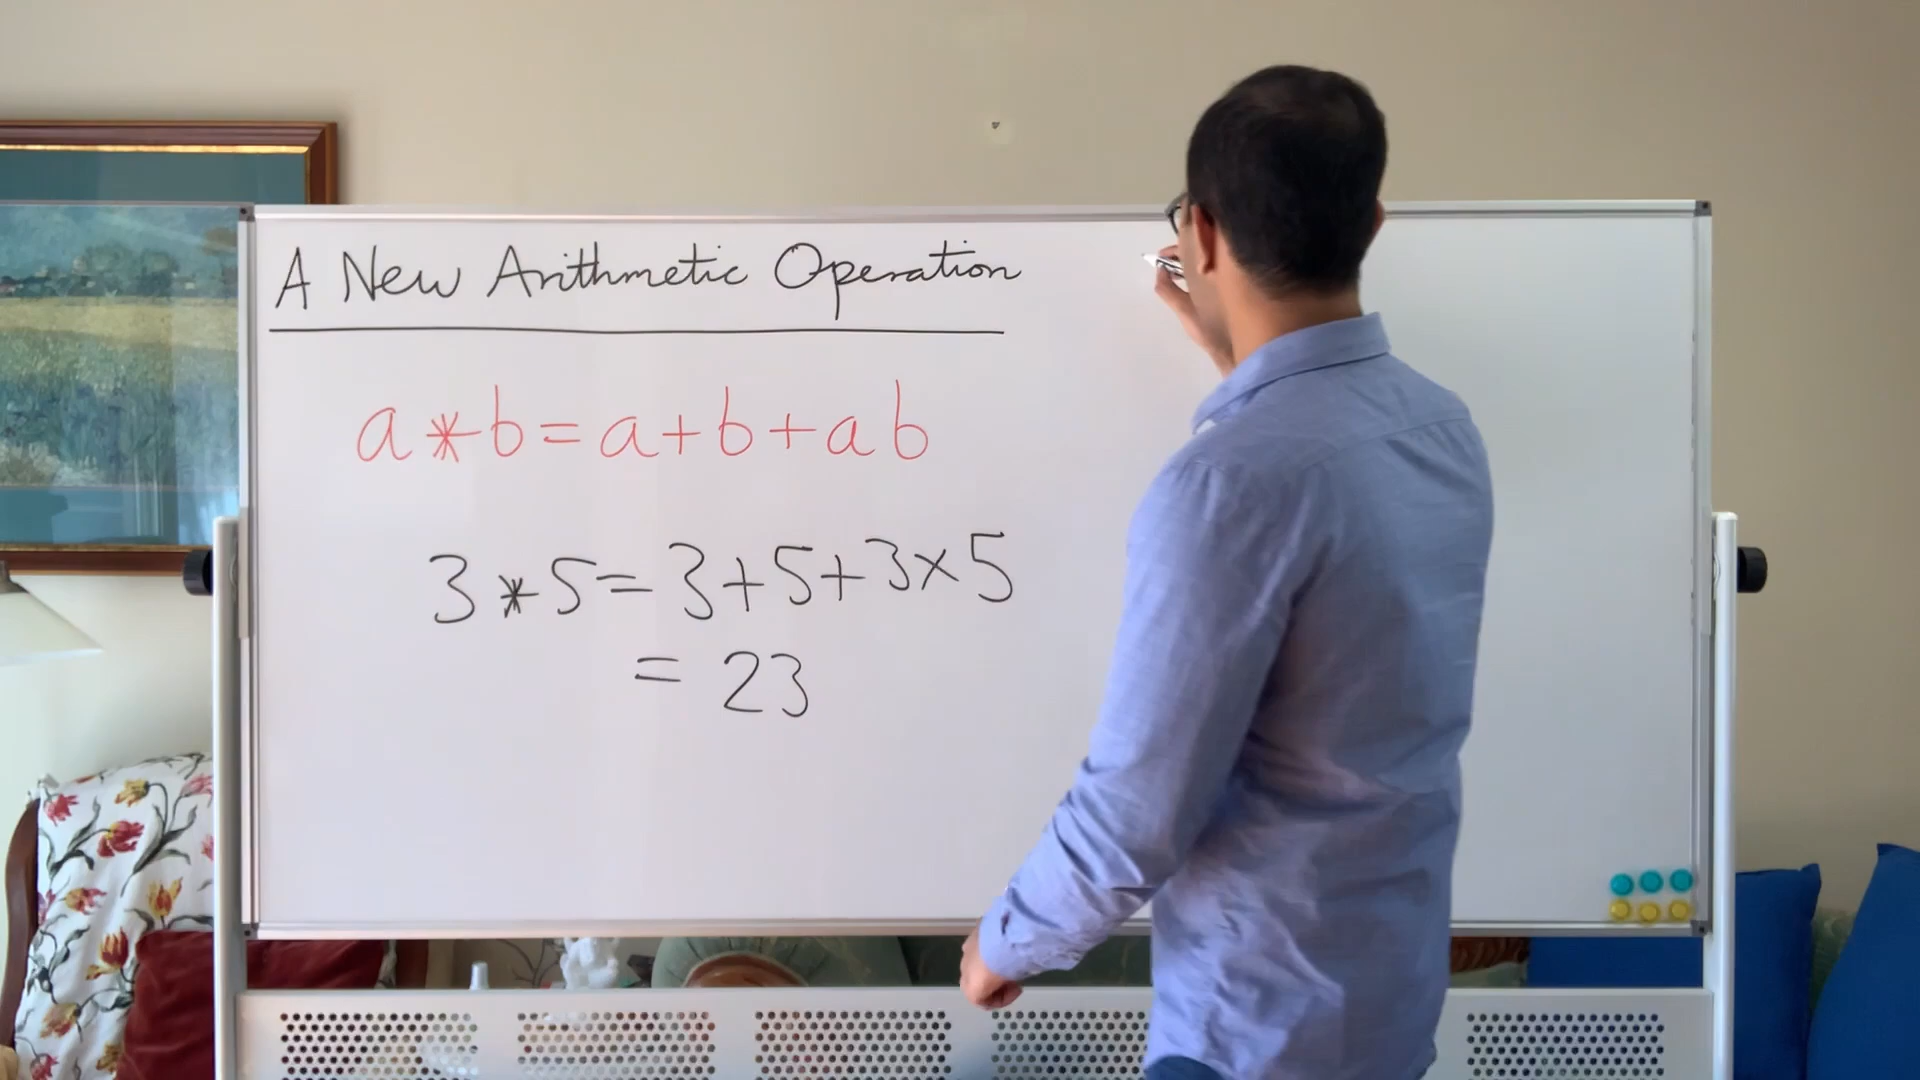 A New Arithmetic Operation
a * b = a + b + ab
3 * 5 = 3 + 5 + 3 × 5
= 23